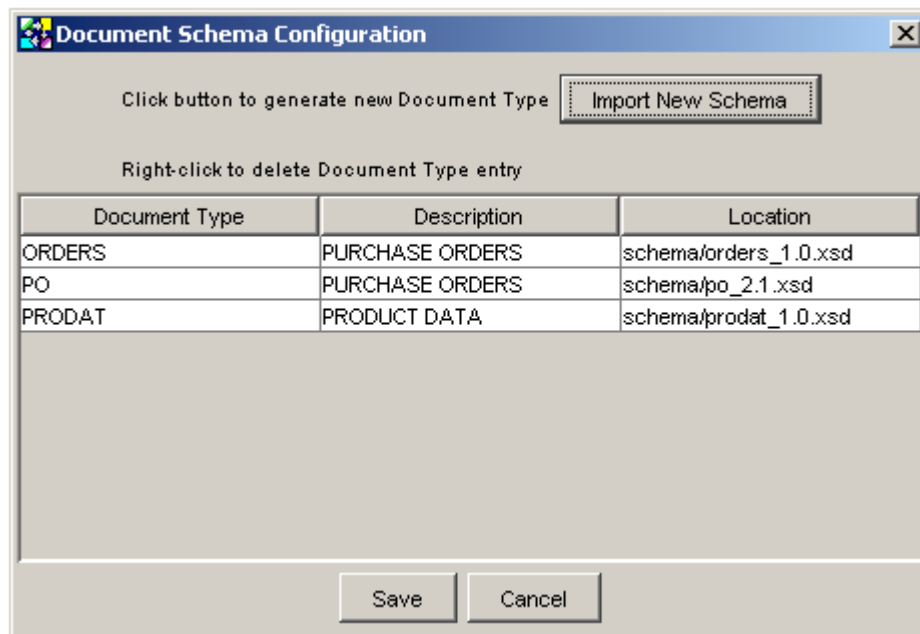 Document Schema Configuration
Click button to generate new Document Type Import New Schema
Right-click to delete Document Type entry
Document Type Description Location
ORDERS PURCHASE ORDERS schema/orders_1.0.xsd
PO PURCHASE ORDERS schema/po_2.1.xsd
PRODAT PRODUCT DATA schema/prodat_1.0.xsd
Save Cancel